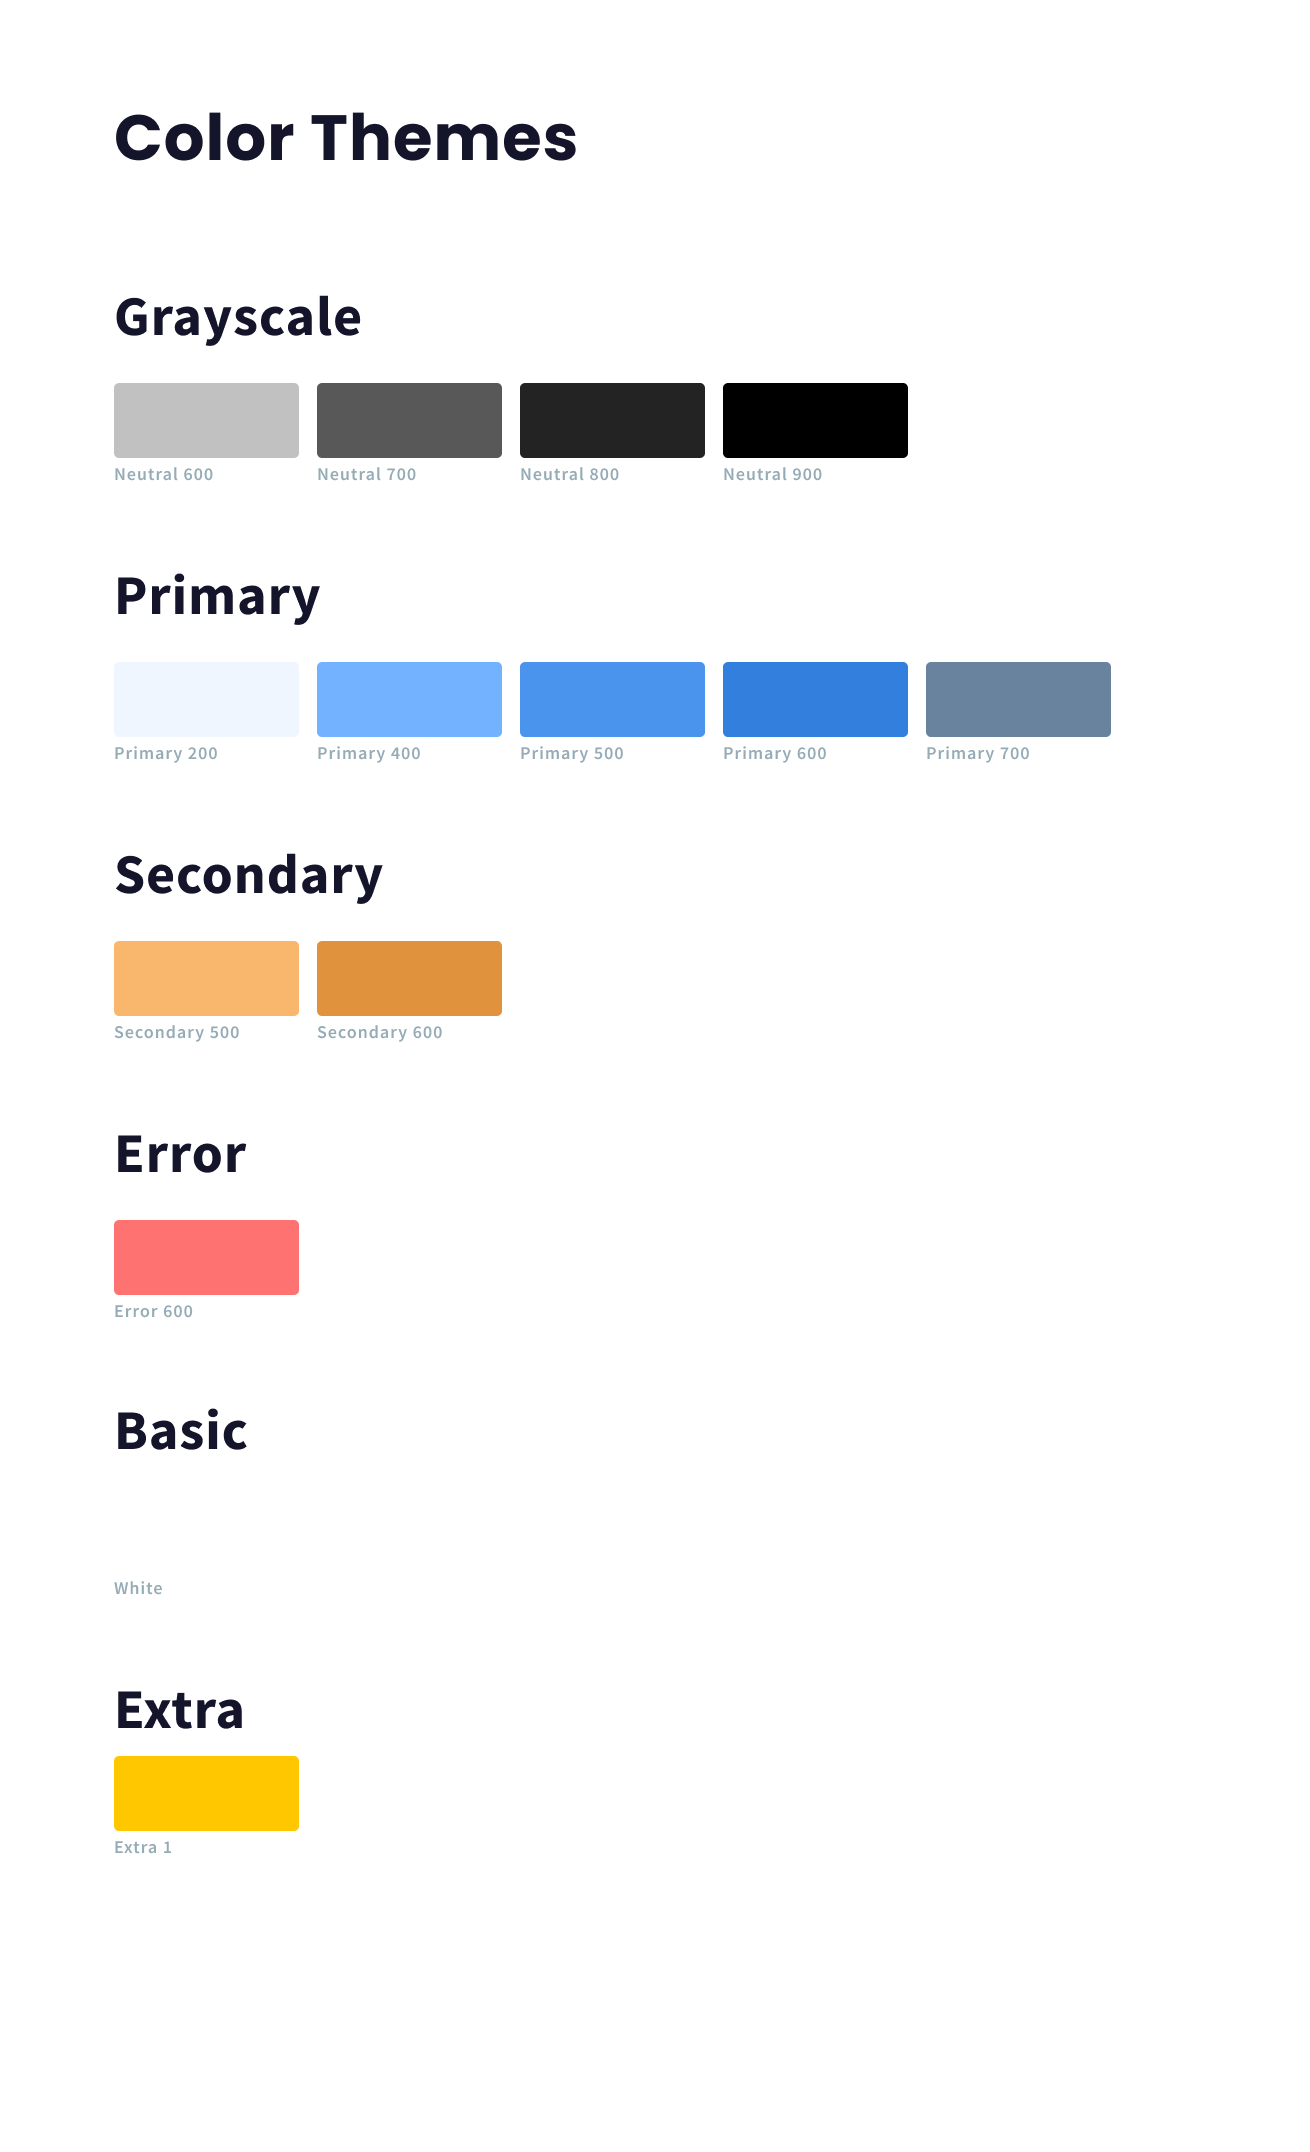 Color Themes
Grayscale
Neutral 600 Neutral 700 Neutral 800 Neutral 900
Primary
Primary 200 Primary 400 Primary 500 Primary 600 Primary 700
Secondary
Secondary 500 Secondary 600
Error
Error 600
Basic
White
Extra
Extra 1